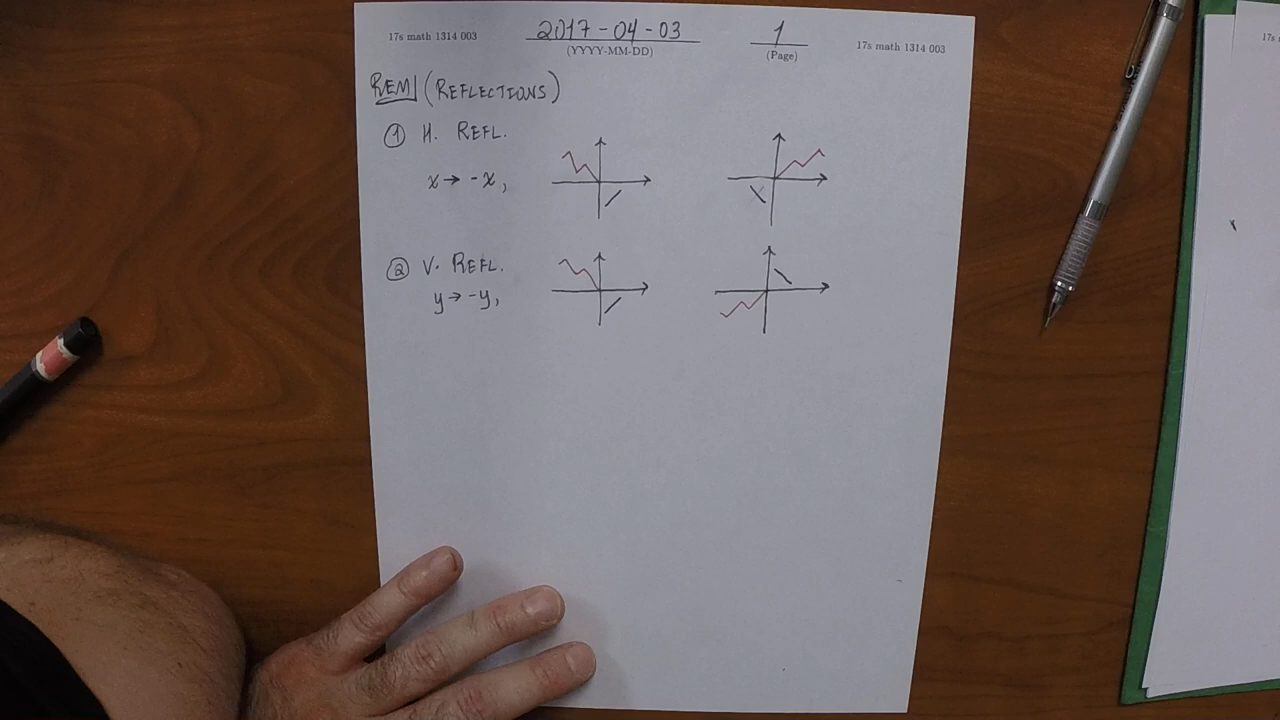 17s math 1314 003 2017-04-03 1 17s math 1314 003
(YYYY-MM-DD) (Page)
REM (REFLECTIONS)
① H. REFL.
x → -x,
② V. REFL.
y → -y,
17s